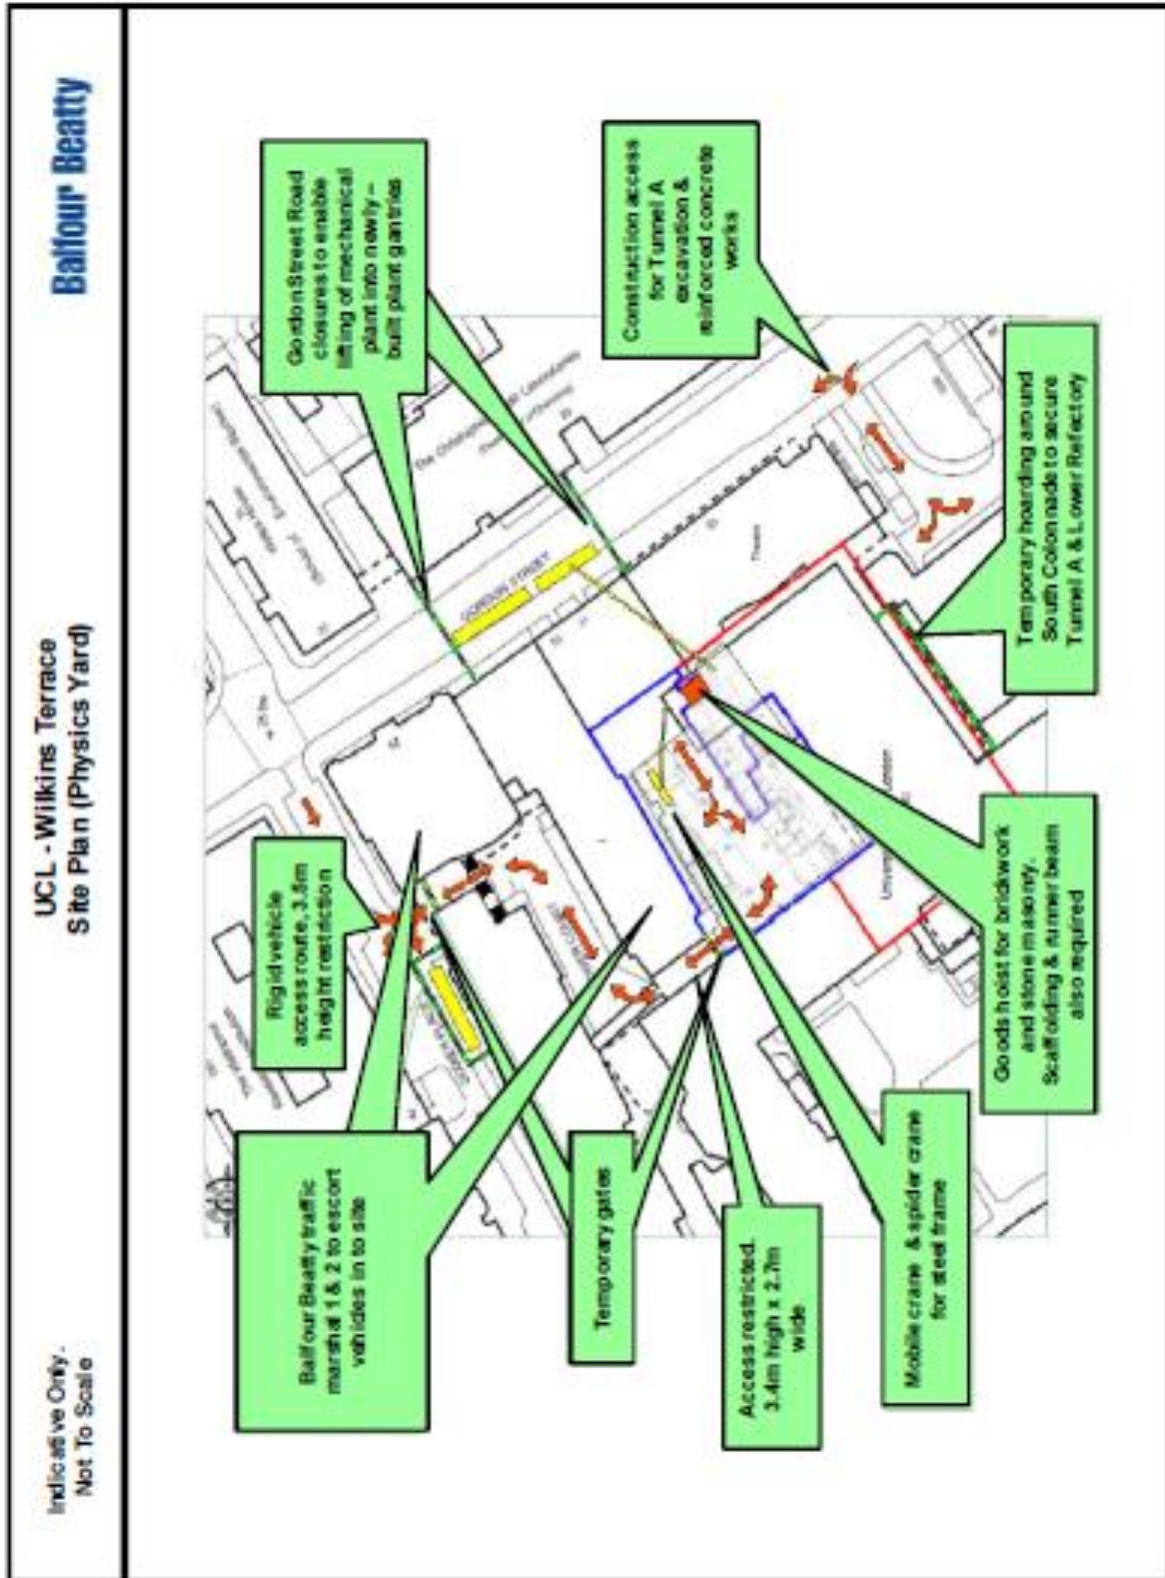 Indicative Only.
Not To Scale
UCL - Wilkins Terrace
Site Plan (Physics Yard)
Balfour Beatty
Balfour Beatty traffic
marshal 1 & 2 to escort
vehicles in to site
Rigid vehicle
access route, 3.5m
height restriction
Gordon Street Road
closures to enable
lifting of mechanical
plant into newly –
built plant gantries
Temporary gates
Access restricted.
3.4m high x 2.7m
wide
Mobile crane & spider crane
for steel frame
Goods hoist for brickwork
and stone masonry.
Scaffolding & runner beam
also required
Temporary hoarding around
South Colonnade to secure
Tunnel A & Lower Refectory
Construction access
for Tunnel A
excavation &
reinforced concrete
works
GORDON STREET